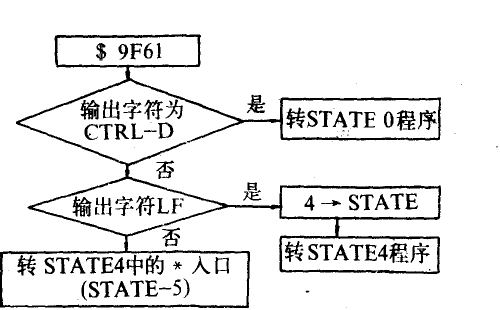 $ 9F61
输出字符为
CTRL-D
是
转STATE 0程序
否
输出字符LF
是
4 → STATE
否
转STATE4程序
转 STATE4中的 * 入口
(STATE-5)